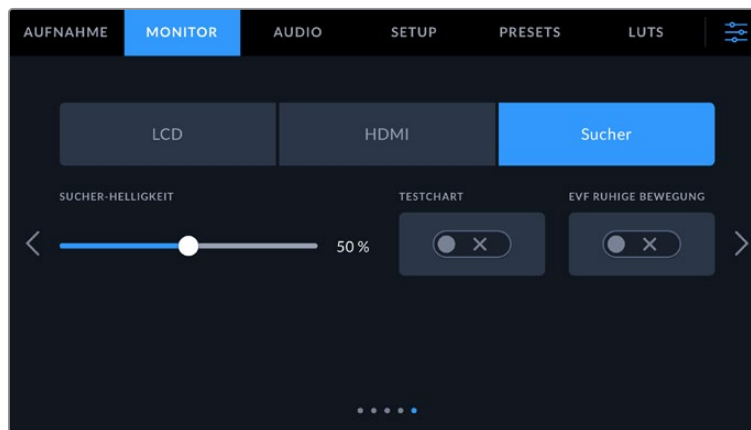 AUFNAHME MONITOR AUDIO SETUP PRESETS LUTS
LCD HDMI Sucher
SUCHER-HELLIGKEIT TESTCHART EVF RUHIGE BEWEGUNG
50 %